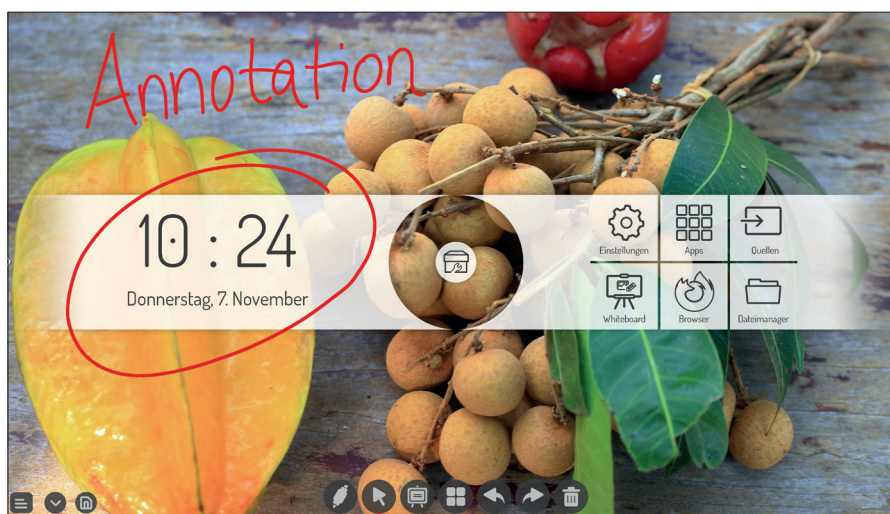 Annotation
10 : 24
Donnerstag, 7. November
Einstellungen
Apps
Quellen
Whiteboard
Browser
Dateimanager